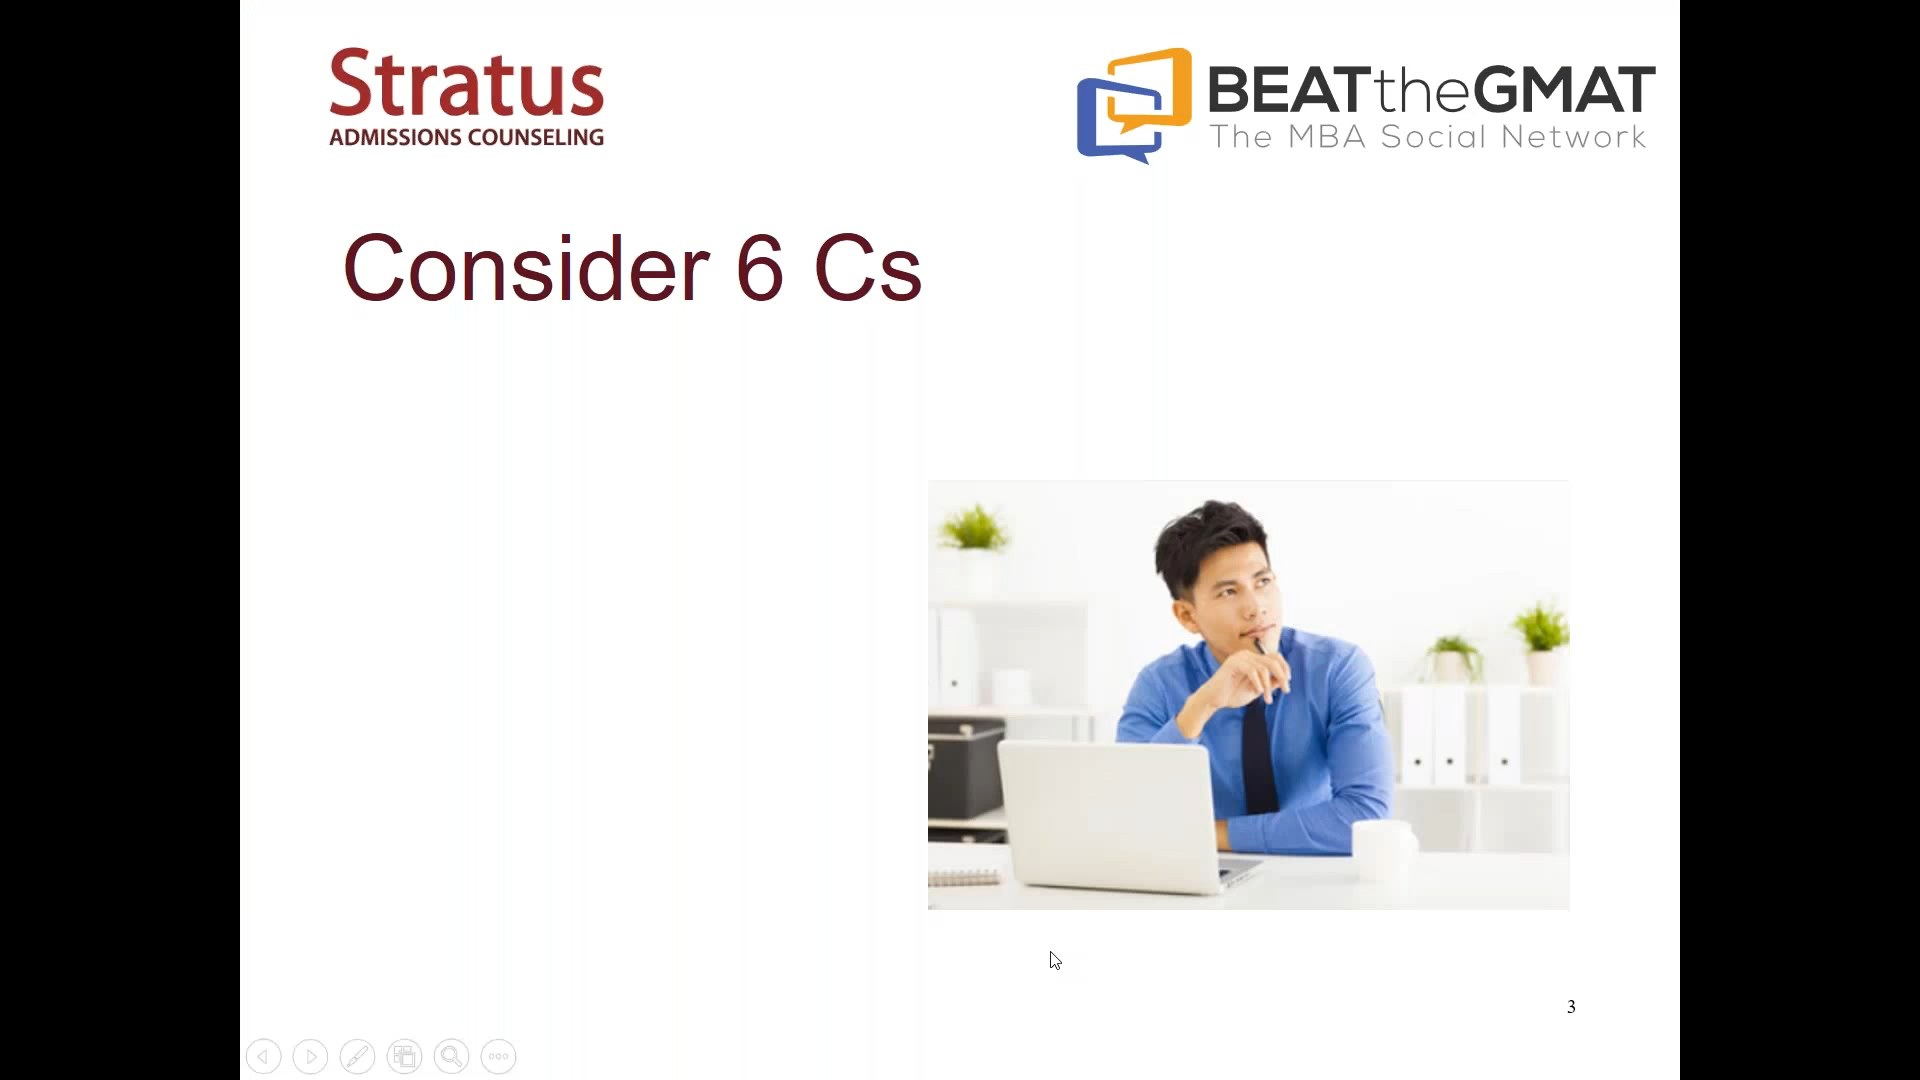 Stratus
ADMISSIONS COUNSELING
BEATtheGMAT
The MBA Social Network
Consider 6 Cs
3